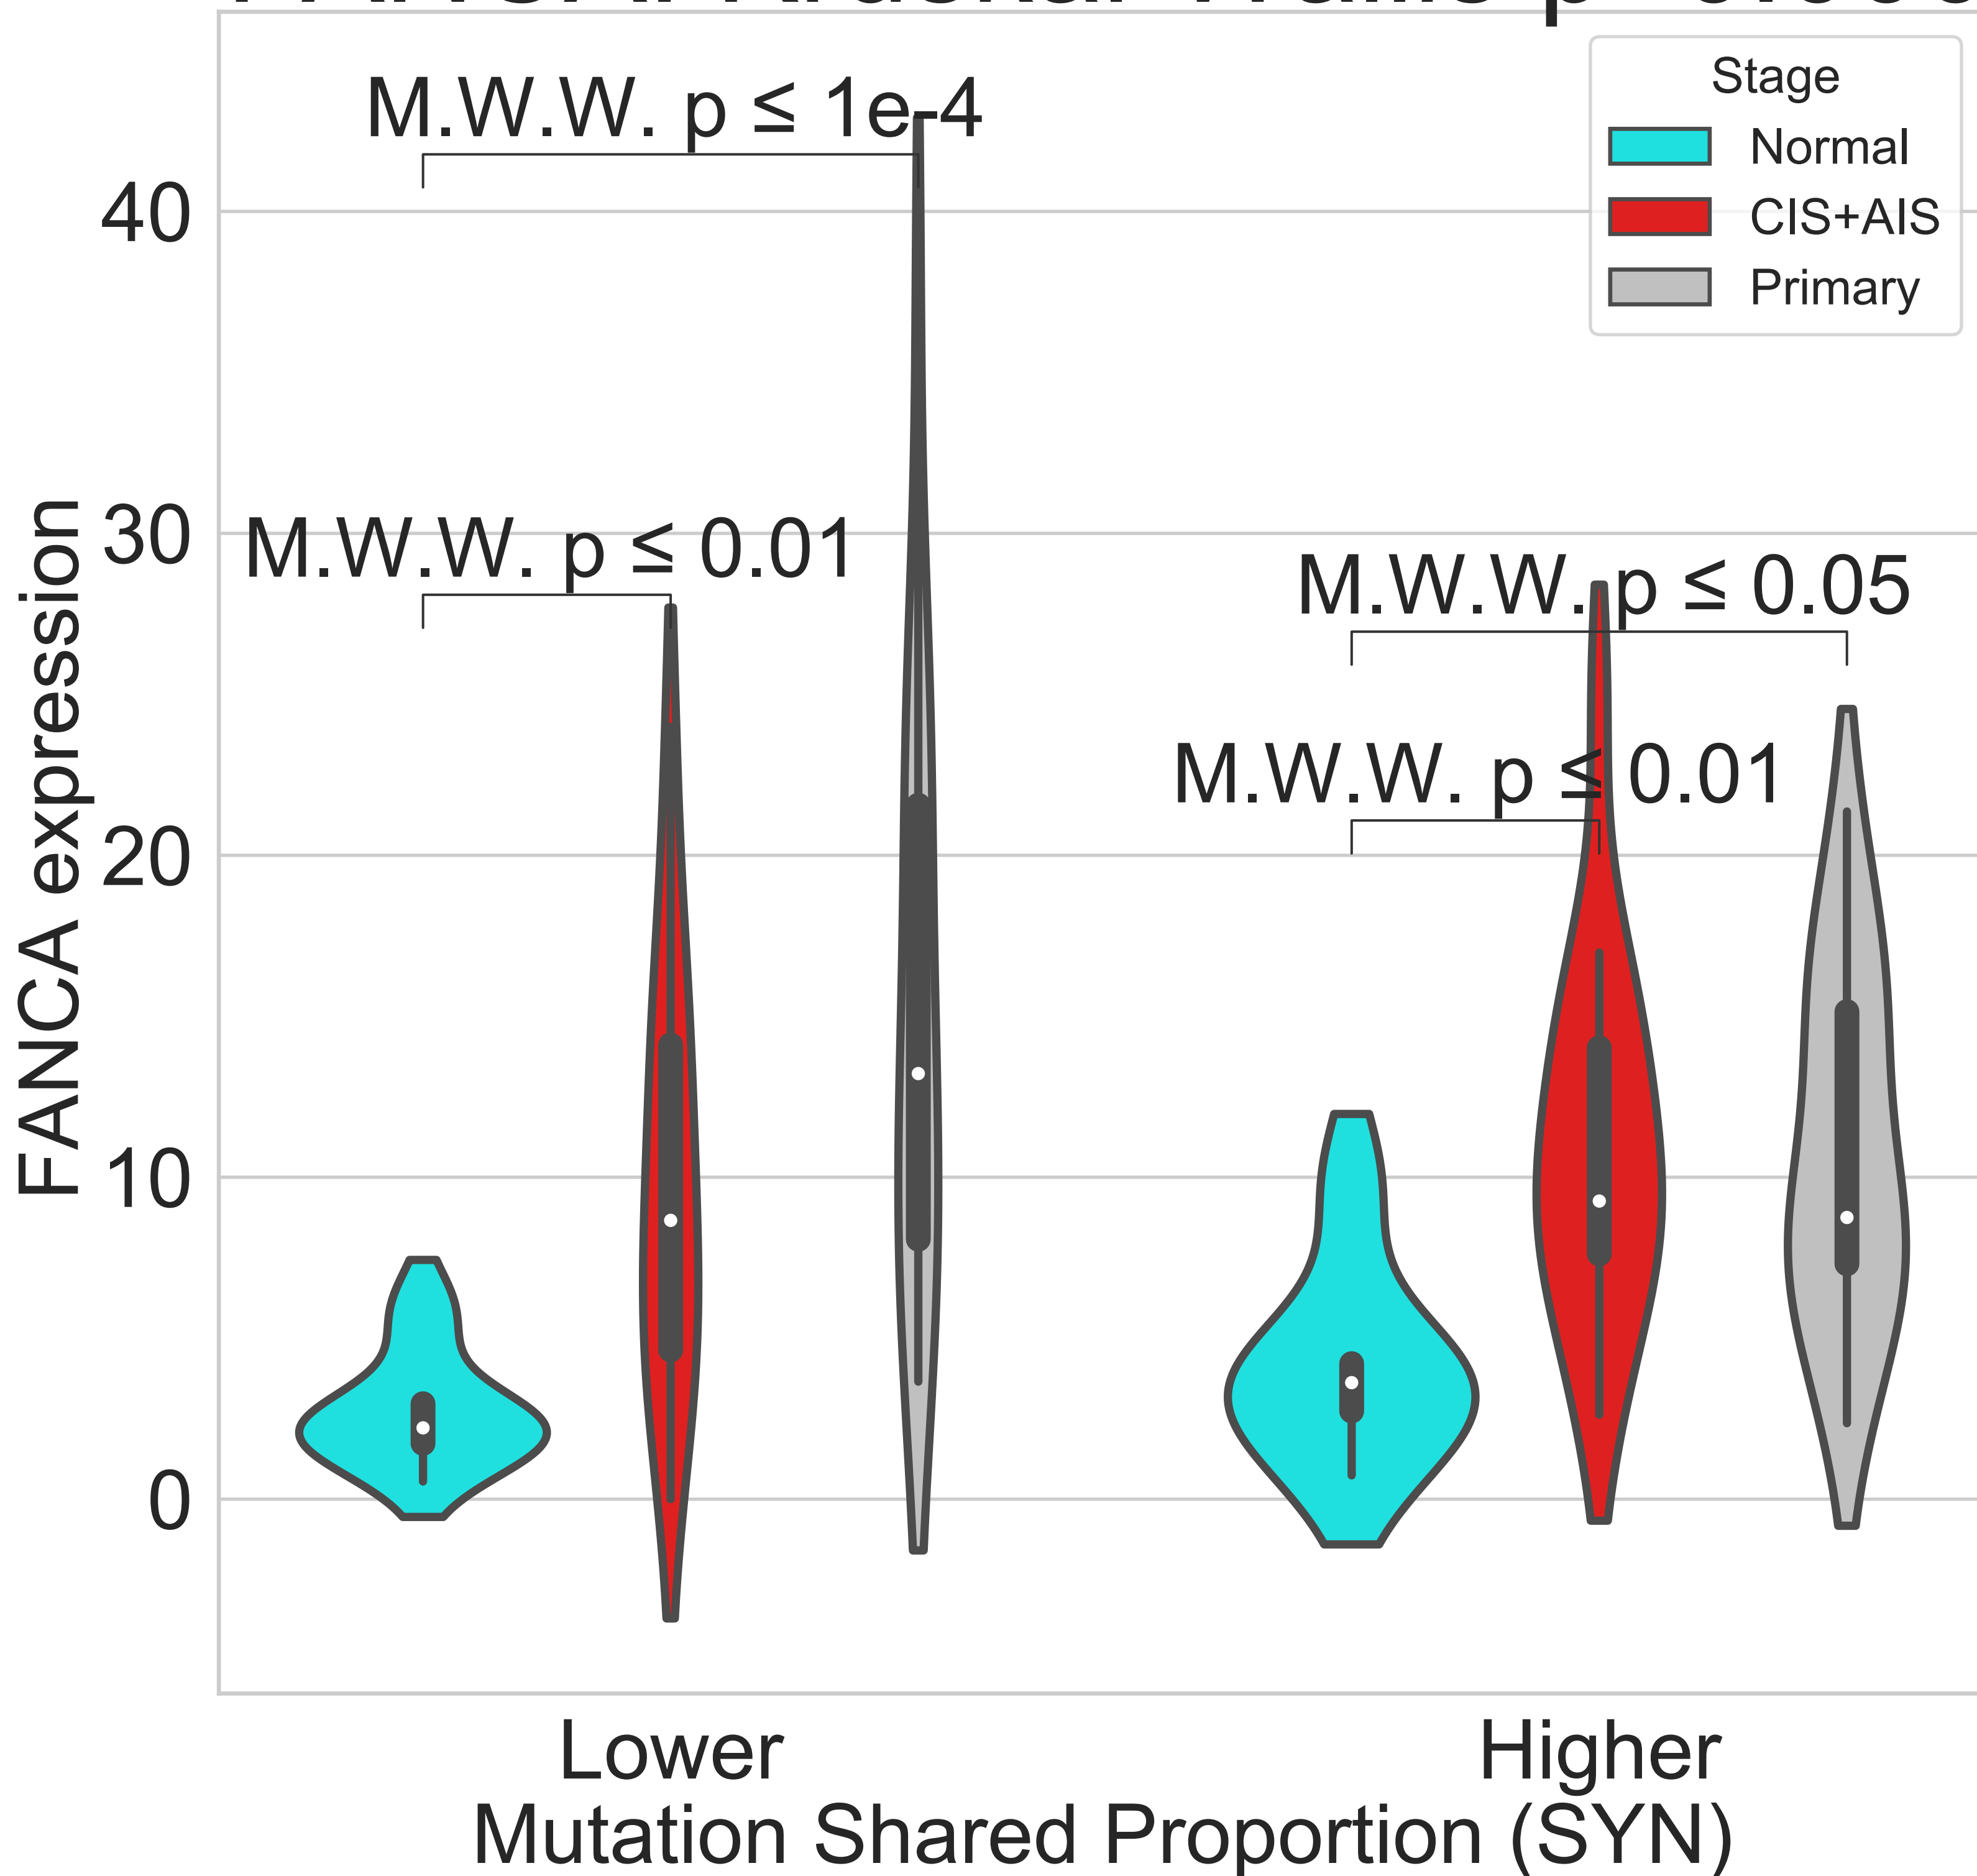 M.W.W. p ≤ 1e-4
Stage
Normal
CIS+AIS
Primary
40
30
20
10
0
M.W.W. p ≤ 0.01
M.W.W. p ≤ 0.05
M.W.W. p ≤ 0.01
FANCA expression
Lower
Higher
Mutation Shared Proportion (SYN)